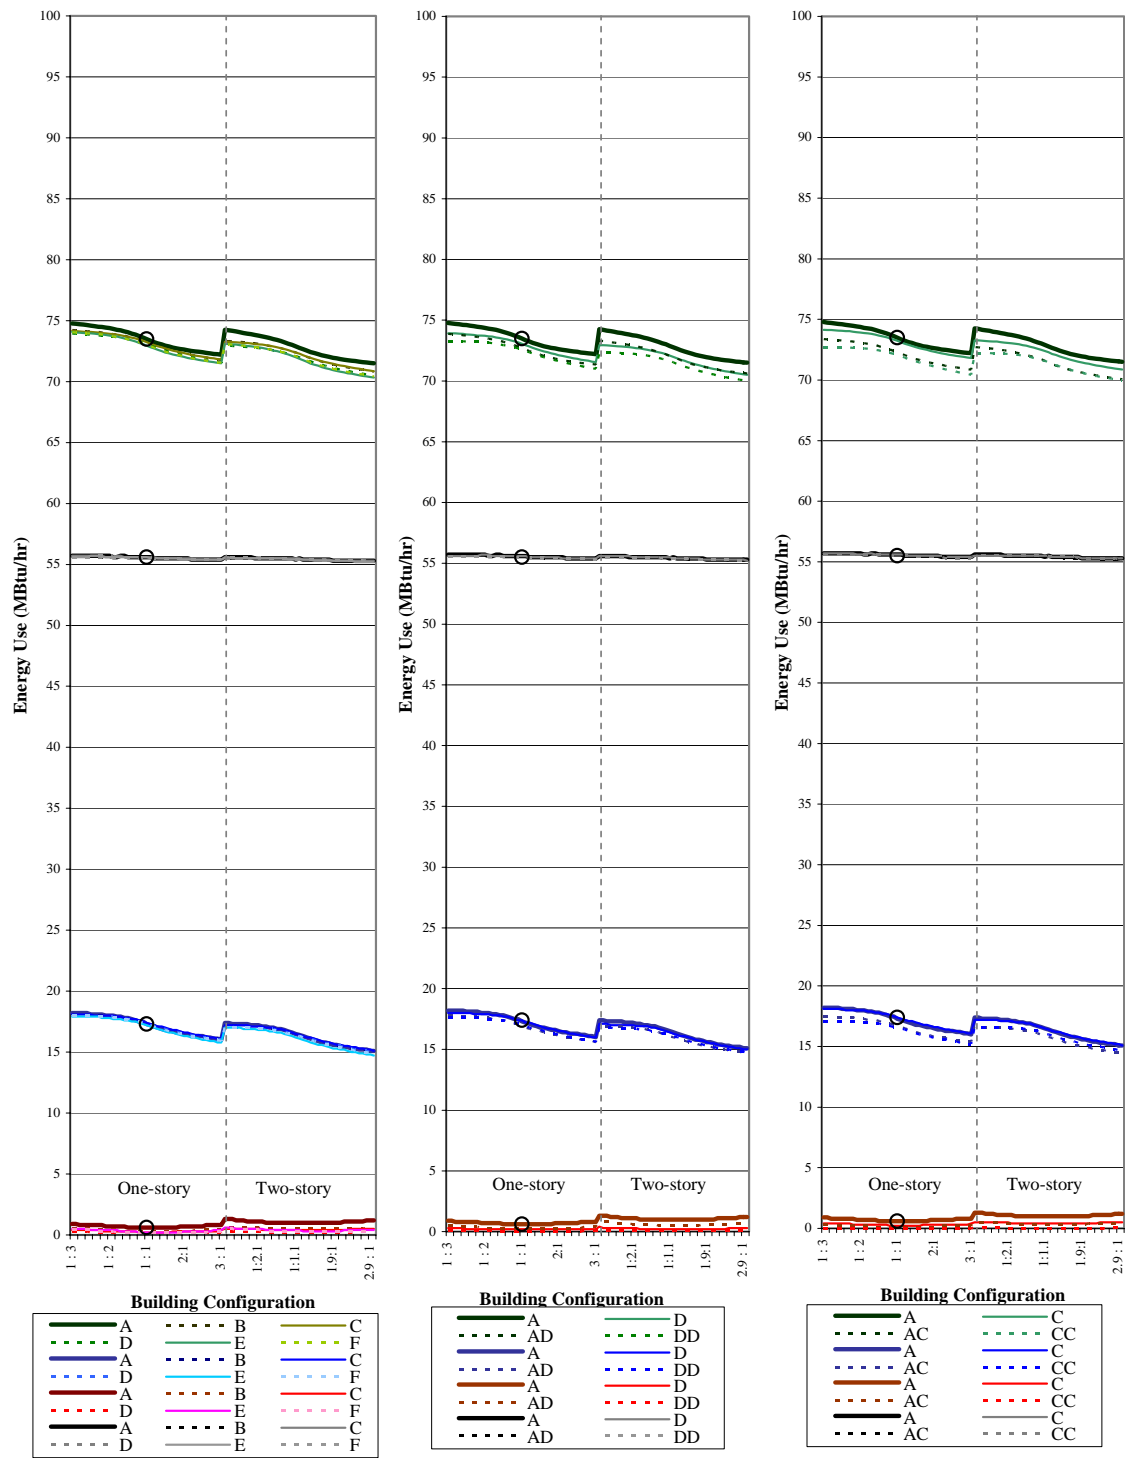 100
95
90
85
80
75
70
65
60
55
50
45
40
35
30
25
20
15
10
5
0
Energy Use (MBtu/hr)
One-story Two-story
1 : 3 1 : 2 1 : 1 2:1 3 : 1 1:2.1 1:1.1 1.9:1 2.9 : 1
Building Configuration
A B C
D E F
A B C
D E F
A B C
D E F
A B C
D E F
100
95
90
85
80
75
70
65
60
55
50
45
40
35
30
25
20
15
10
5
0
Energy Use (MBtu/hr)
One-story Two-story
1 : 3 1 : 2 1 : 1 2:1 3 : 1 1:2.1 1:1.1 1.9:1 2.9 : 1
Building Configuration
A D
AD DD
A D
AD DD
A D
AD DD
A D
AD DD
100
95
90
85
80
75
70
65
60
55
50
45
40
35
30
25
20
15
10
5
0
Energy Use (MBtu/hr)
One-story Two-story
1 : 3 1 : 2 1 : 1 2:1 3 : 1 1:2.1 1:1.1 1.9:1 2.9 : 1
Building Configuration
A C
AC CC
A C
AC CC
A C
AC CC
A C
AC CC